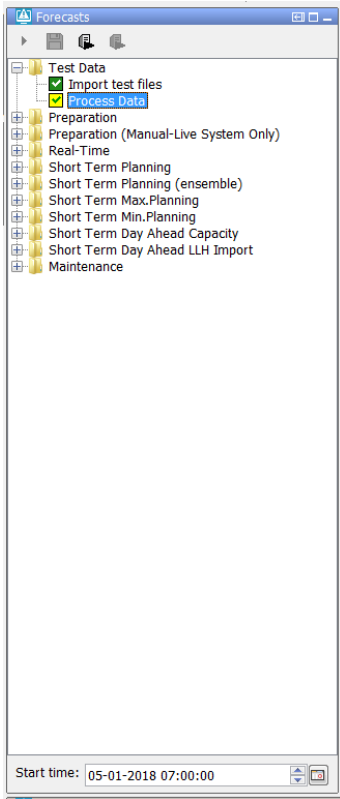 Forecasts
Test Data
Import test files
Process Data
Preparation
Preparation (Manual-Live System Only)
Real-Time
Short Term Planning
Short Term Planning (ensemble)
Short Term Max.Planning
Short Term Min.Planning
Short Term Day Ahead Capacity
Short Term Day Ahead LLH Import
Maintenance
Start time: 05-01-2018 07:00:00